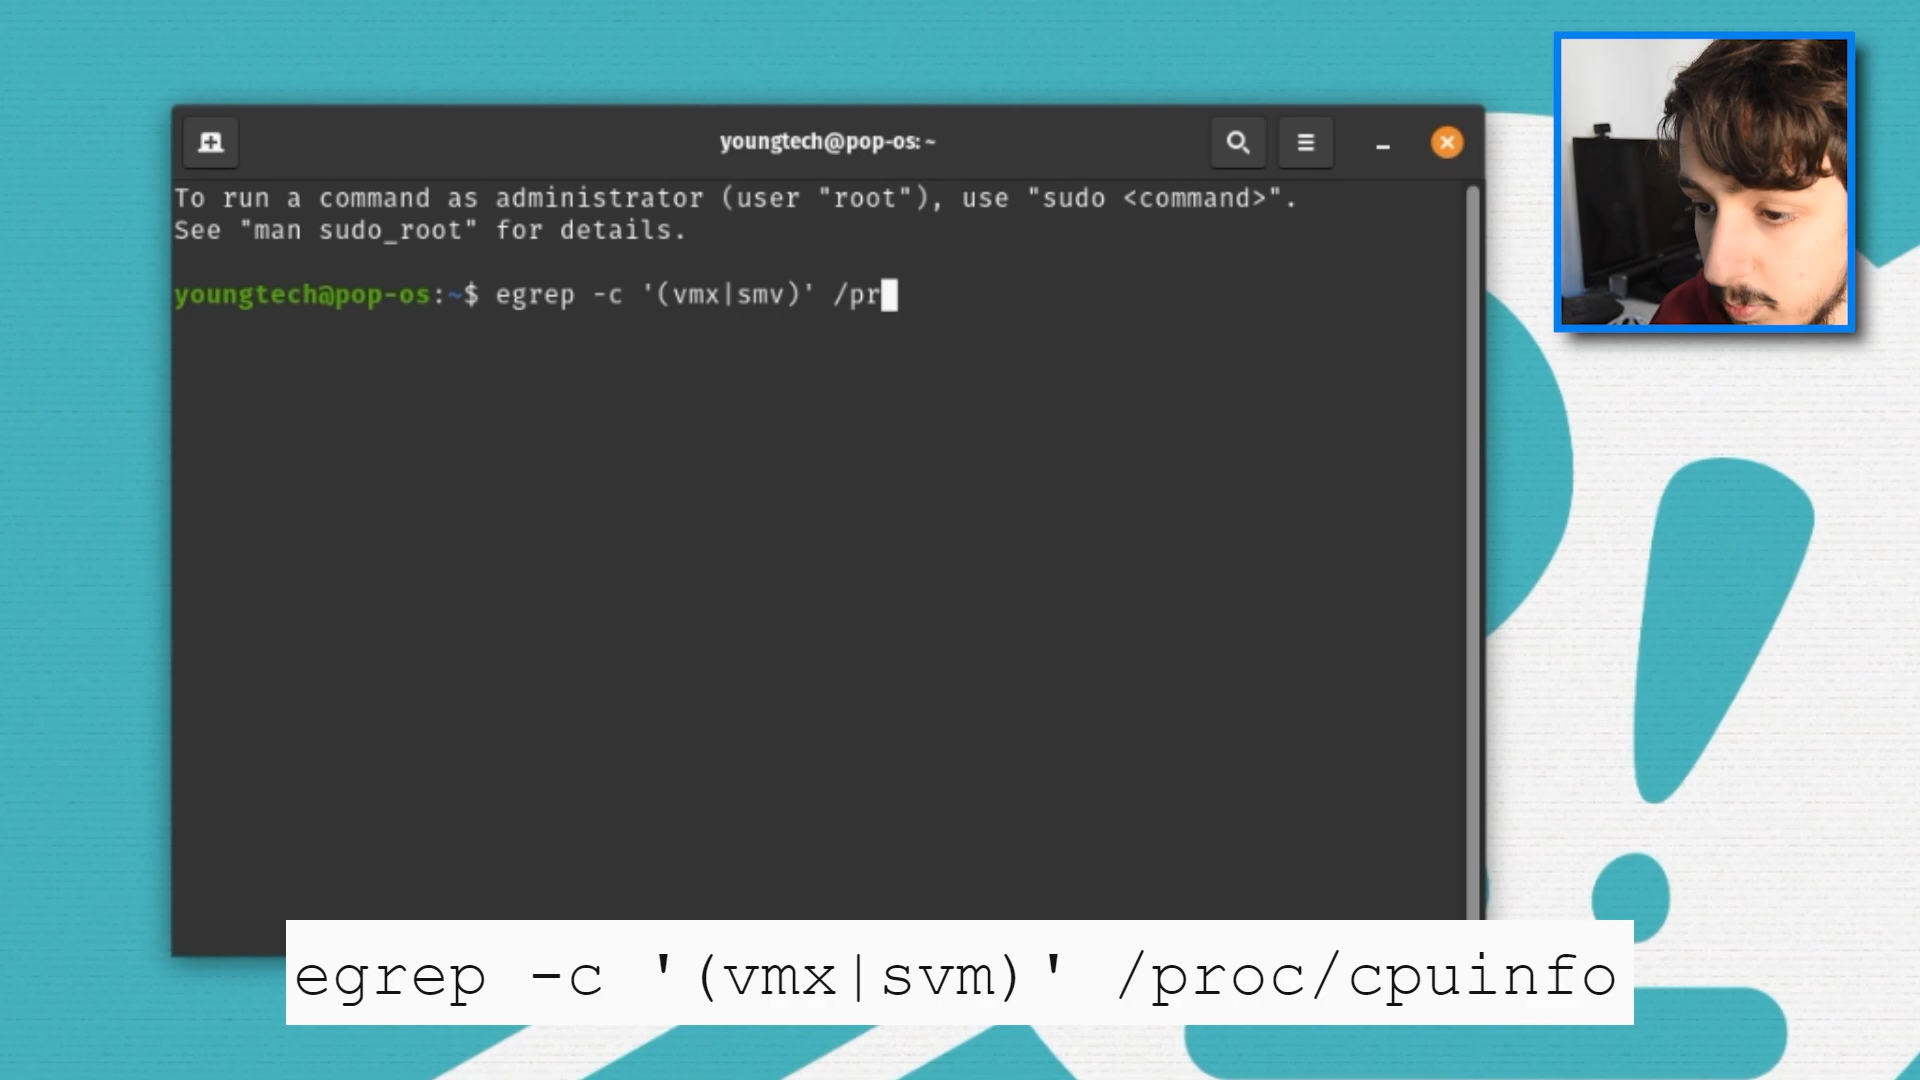 youngtech@pop-os: ~
To run a command as administrator (user "root"), use "sudo <command>".
See "man sudo_root" for details.
youngtech@pop-os:~$ egrep -c '(vmx|smv)' /pr
egrep -c '(vmx|svm)' /proc/cpuinfo